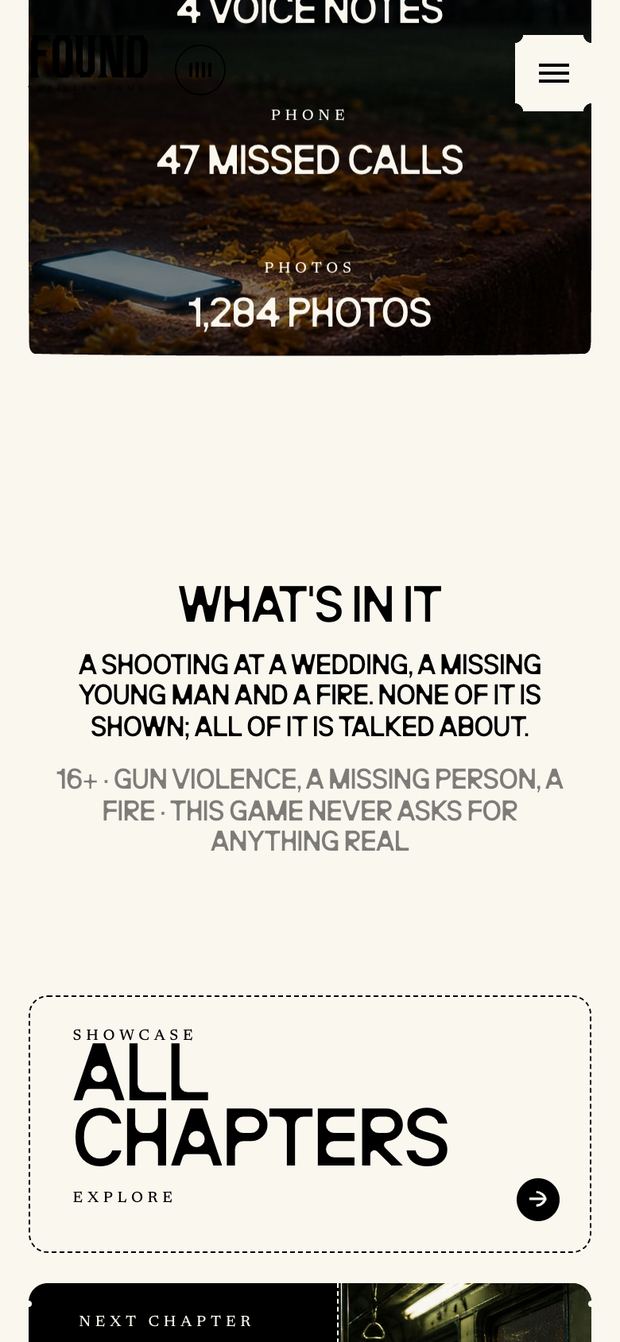 4 VOICE NOTES
FOUND
PHONE
47 MISSED CALLS
PHOTOS
1,284 PHOTOS
WHAT'S IN IT
A SHOOTING AT A WEDDING, A MISSING
YOUNG MAN AND A FIRE. NONE OF IT IS
SHOWN; ALL OF IT IS TALKED ABOUT.
16+ · GUN VIOLENCE, A MISSING PERSON, A
FIRE · THIS GAME NEVER ASKS FOR
ANYTHING REAL
SHOWCASE
ALL
CHAPTERS
EXPLORE
NEXT CHAPTER